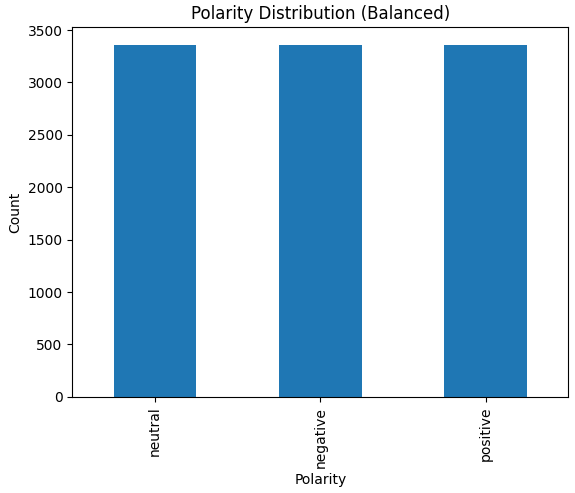 Polarity Distribution (Balanced)
3500
3000
2500
2000
1500
1000
500
0
Count
neutral
negative
positive
Polarity